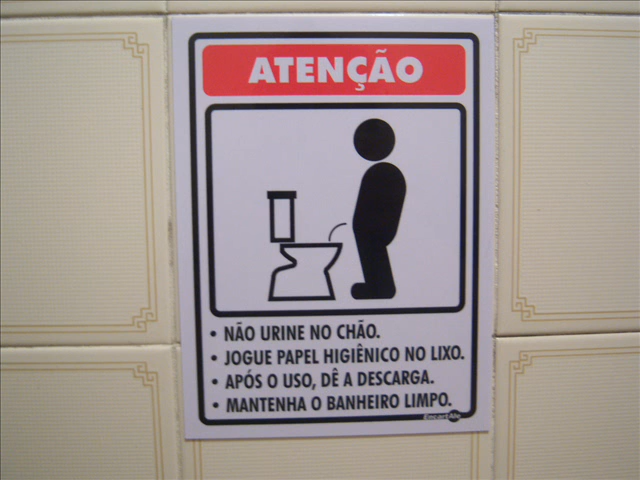 ATENÇÃO
• NÃO URINE NO CHÃO.
• JOGUE PAPEL HIGIÊNICO NO LIXO.
• APÓS O USO, DÊ A DESCARGA.
• MANTENHA O BANHEIRO LIMPO.